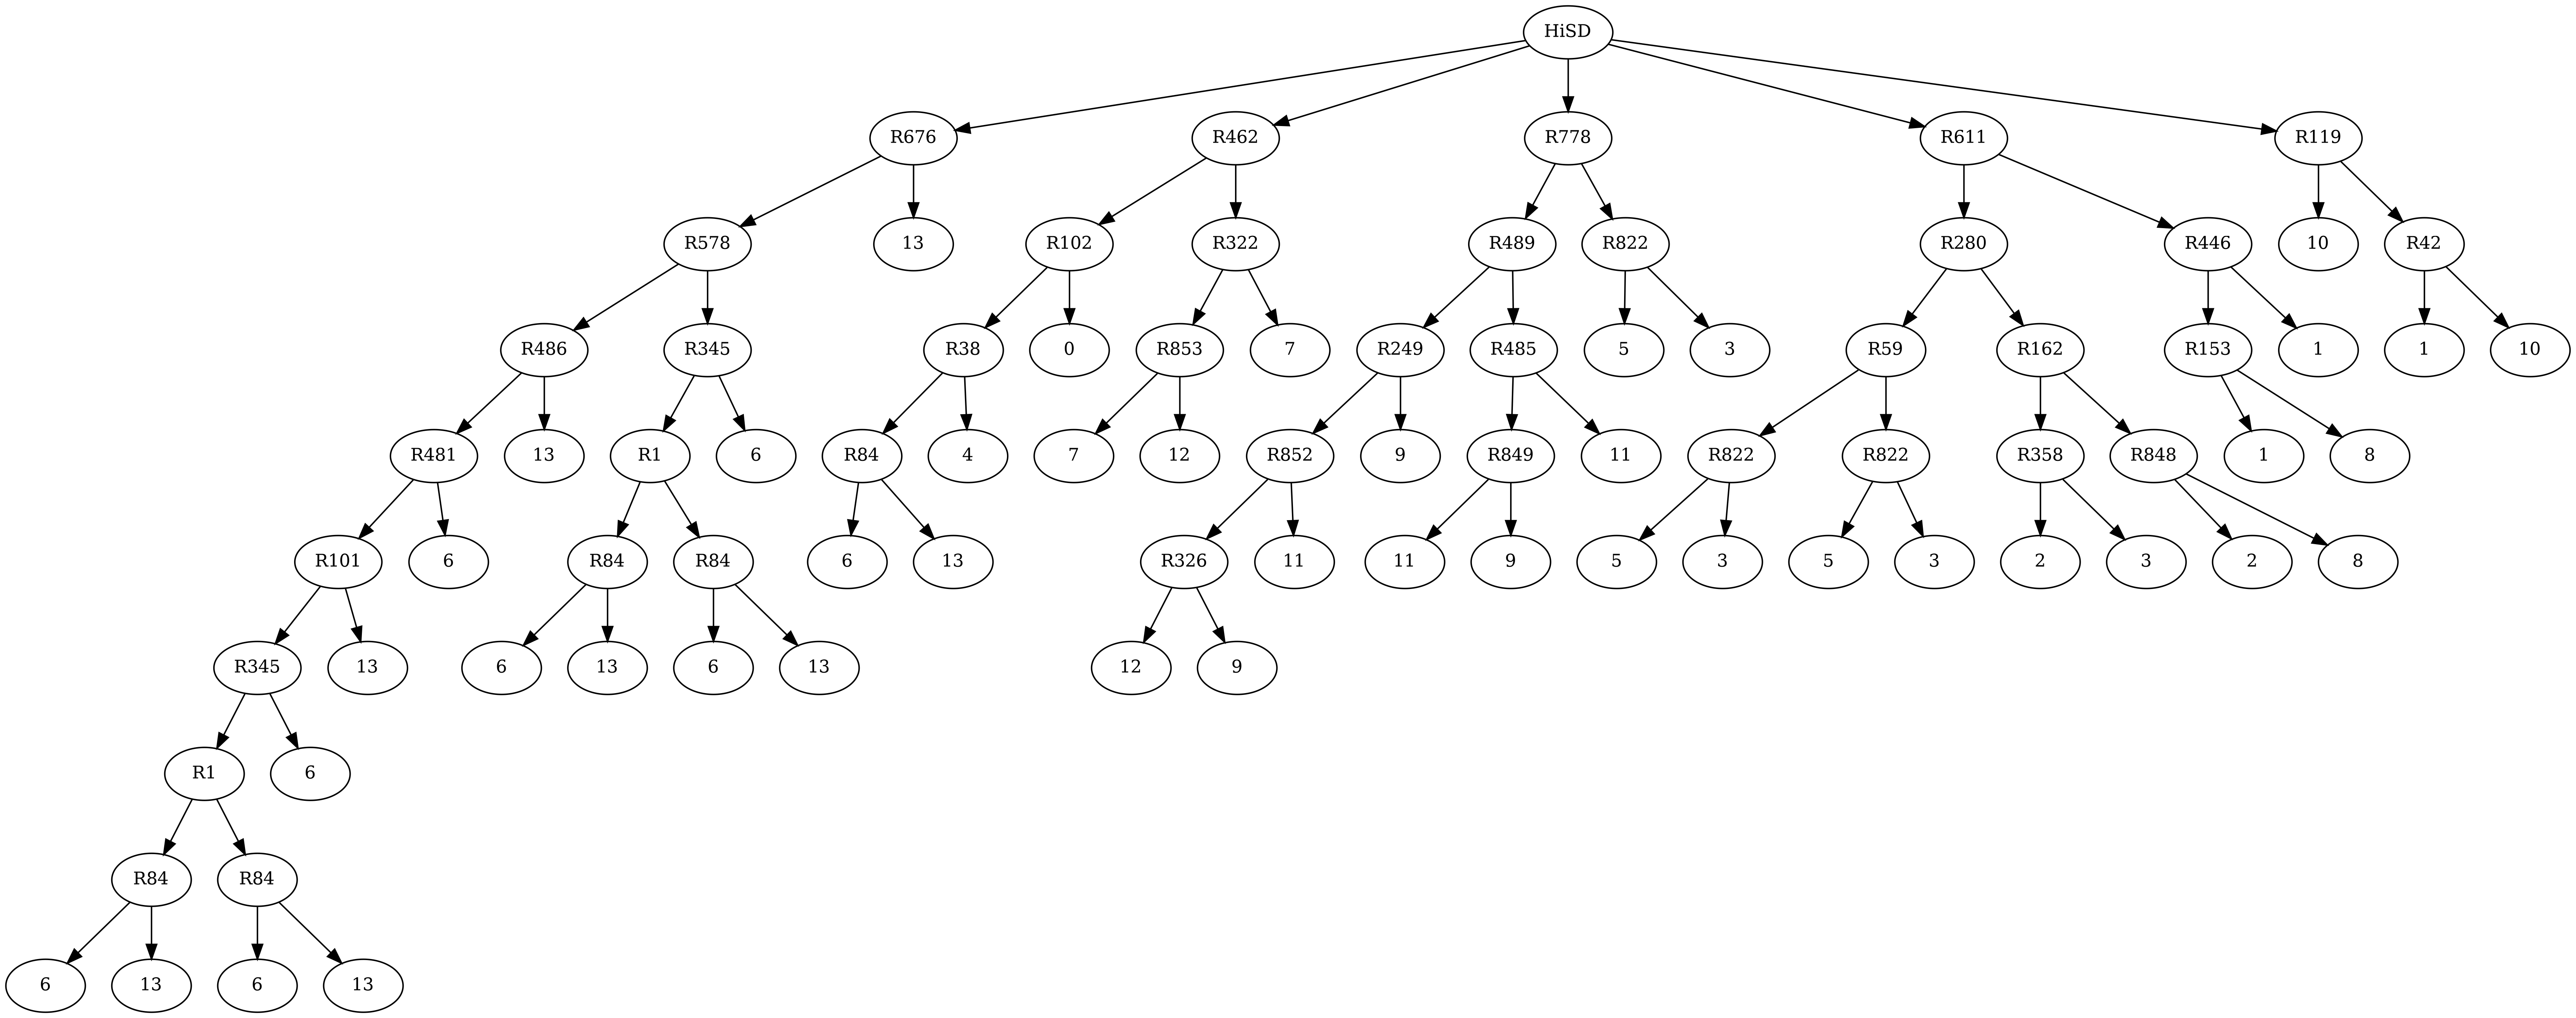 HiSD
R676 R462 R778 R611 R119
R578 13 R102 R322 R489 R822 R280 R446 10 R42
R486 R345 R38 0 R853 7 R249 R485 5 3 R59 R162 R153 1 1 10
R481 13 R1 6 R84 4 7 12 R852 9 R849 11 R822 R822 R358 R848 1 8
R101 6 R84 R84 6 13 R326 11 11 9 5 3 5 3 2 3 2 8
R345 13 6 13 6 13 12 9
R1 6
R84 R84
6 13 6 13